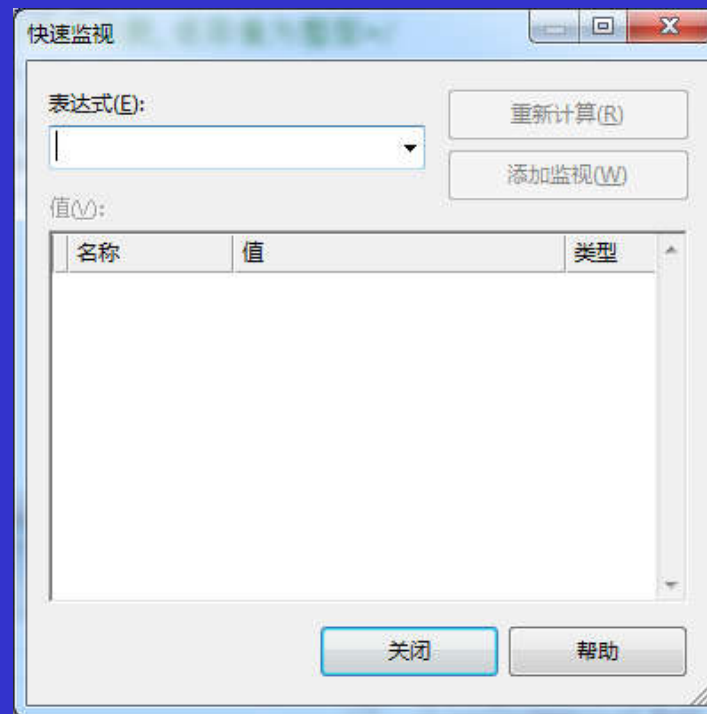 快速监视
表达式(E):
重新计算(R)
添加监视(W)
值(V):
名称 值 类型
关闭 帮助